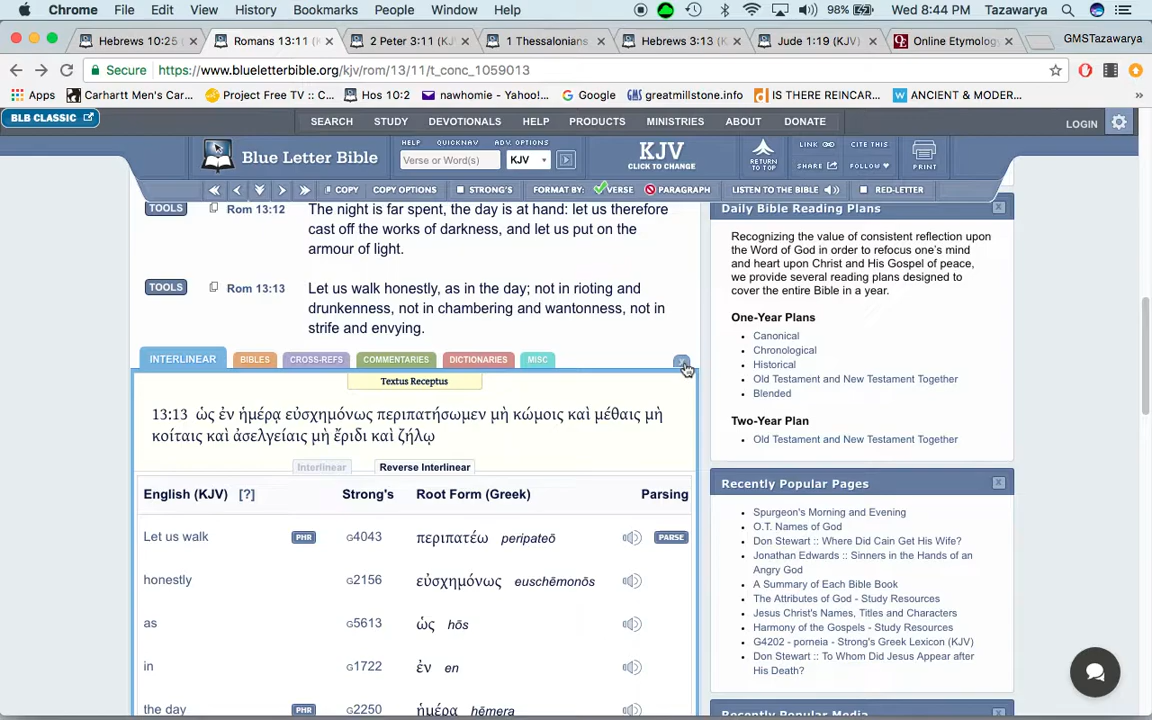 Chrome File Edit View History Bookmarks People Window Help 98% Wed 8:44 PM Tazawarya
Hebrews 10:25 ( Romans 13:11 ( 2 Peter 3:11 (KJV 1 Thessalonians Hebrews 3:13 (KJ Jude 1:19 (KJV) Online Etymology GMSTazawarya
Secure https://www.blueletterbible.org/kjv/rom/13/11/t_conc_1059013
Apps Carhartt Men's Car... Project Free TV :: C... Hos 10:2 nawhomie - Yahoo!... Google GMS greatmillstone.info IS THERE REINCAR... ANCIENT & MODER... »
BLB CLASSIC
SEARCH STUDY DEVOTIONALS HELP PRODUCTS MINISTRIES ABOUT DONATE LOGIN
Blue Letter Bible
HELP QUICKNAV ADV. OPTIONS
Verse or Word(s) KJV
KJV
CLICK TO CHANGE
RETURN
TO TOP
LINK CITE THIS
SHARE FOLLOW
PRINT
COPY COPY OPTIONS STRONG'S FORMAT BY: VERSE PARAGRAPH LISTEN TO THE BIBLE RED-LETTER
TOOLS Rom 13:12 The night is far spent, the day is at hand: let us therefore
cast off the works of darkness, and let us put on the
armour of light.
TOOLS Rom 13:13 Let us walk honestly, as in the day; not in rioting and
drunkenness, not in chambering and wantonness, not in
strife and envying.
INTERLINEAR BIBLES CROSS-REFS COMMENTARIES DICTIONARIES MISC
Textus Receptus
13:13 ὡς ἐν ἡμέρᾳ εὐσχημόνως περιπατήσωμεν μὴ κώμοις καὶ μέθαις μὴ
κοίταις καὶ ἀσελγείαις μὴ ἔριδι καὶ ζήλῳ
Interlinear Reverse Interlinear
English (KJV) [?] Strong's Root Form (Greek) Parsing
Let us walk PHR G4043 περιπατέω peripateō PARSE
honestly G2156 εὐσχημόνως euschēmonōs
as G5613 ὡς hōs
in G1722 ἐν en
the day PHR G2250 ἡμέρα hēmera
Daily Bible Reading Plans
Recognizing the value of consistent reflection upon
the Word of God in order to refocus one's mind
and heart upon Christ and His Gospel of peace,
we provide several reading plans designed to
cover the entire Bible in a year.
One-Year Plans
Canonical
Chronological
Historical
Old Testament and New Testament Together
Blended
Two-Year Plan
Old Testament and New Testament Together
Recently Popular Pages
Spurgeon's Morning and Evening
O.T. Names of God
Don Stewart :: Where Did Cain Get His Wife?
Jonathan Edwards :: Sinners in the Hands of an
Angry God
A Summary of Each Bible Book
The Attributes of God - Study Resources
Jesus Christ's Names, Titles and Characters
Harmony of the Gospels - Study Resources
G4202 - porneia - Strong's Greek Lexicon (KJV)
Don Stewart :: To Whom Did Jesus Appear after
His Death?
Recently Popular Media